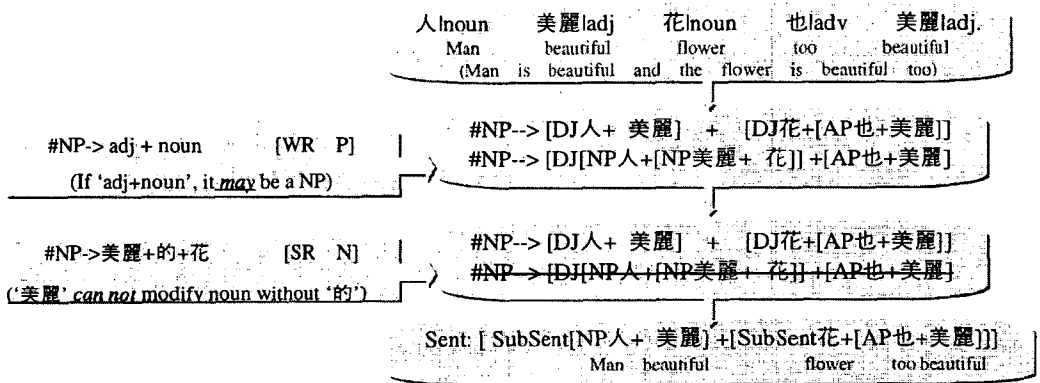 人|noun 美麗|adj 花|noun 也|adv 美麗|adj.
Man beautiful flower too beautiful
(Man is beautiful and the flower is beautiful too)
#NP-> adj + noun [WR P]
(If ‘adj+noun’, it may be a NP)
#NP--> [DJ人+ 美麗] + [DJ花+[AP也+美麗]]
#NP--> [DJ[NP人+[NP美麗+ 花]] +[AP也+美麗]
#NP->美麗+的+花 [SR N]
(‘美麗’ can not modify noun without ‘的’)
#NP--> [DJ人+ 美麗] + [DJ花+[AP也+美麗]]
#NP--> [DJ[NP人+[NP美麗+ 花]] +[AP也+美麗]
Sent: [ SubSent[NP人+ 美麗] +[SubSent花+[AP也+美麗]]]
Man beautiful flower too beautiful